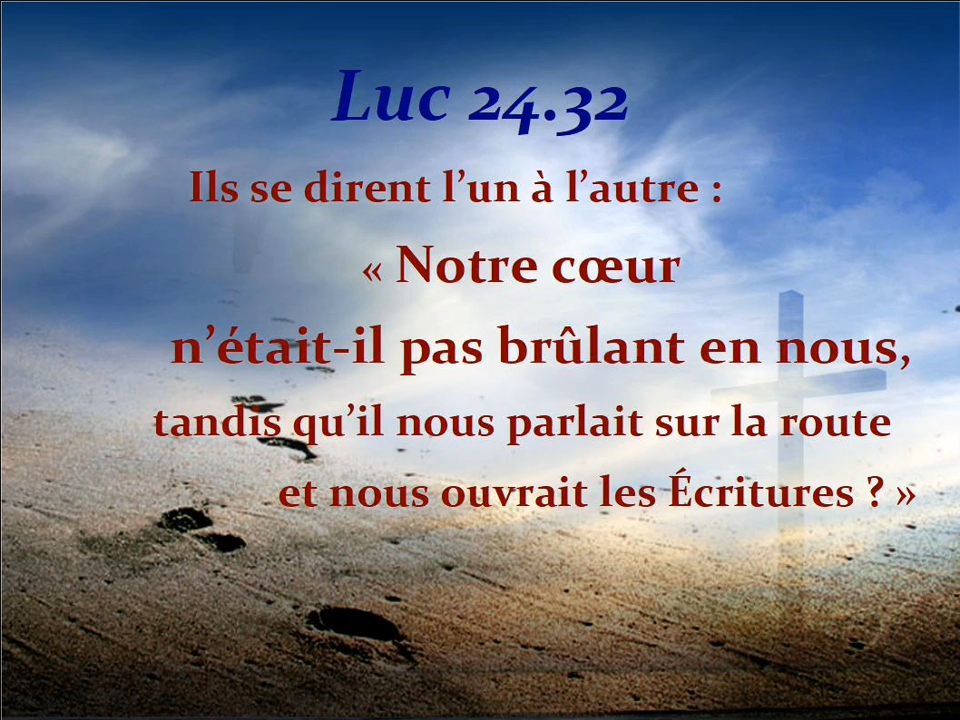 Luc 24.32
Ils se dirent l’un à l’autre :
« Notre cœur
n’était-il pas brûlant en nous,
tandis qu’il nous parlait sur la route
et nous ouvrait les Écritures ? »